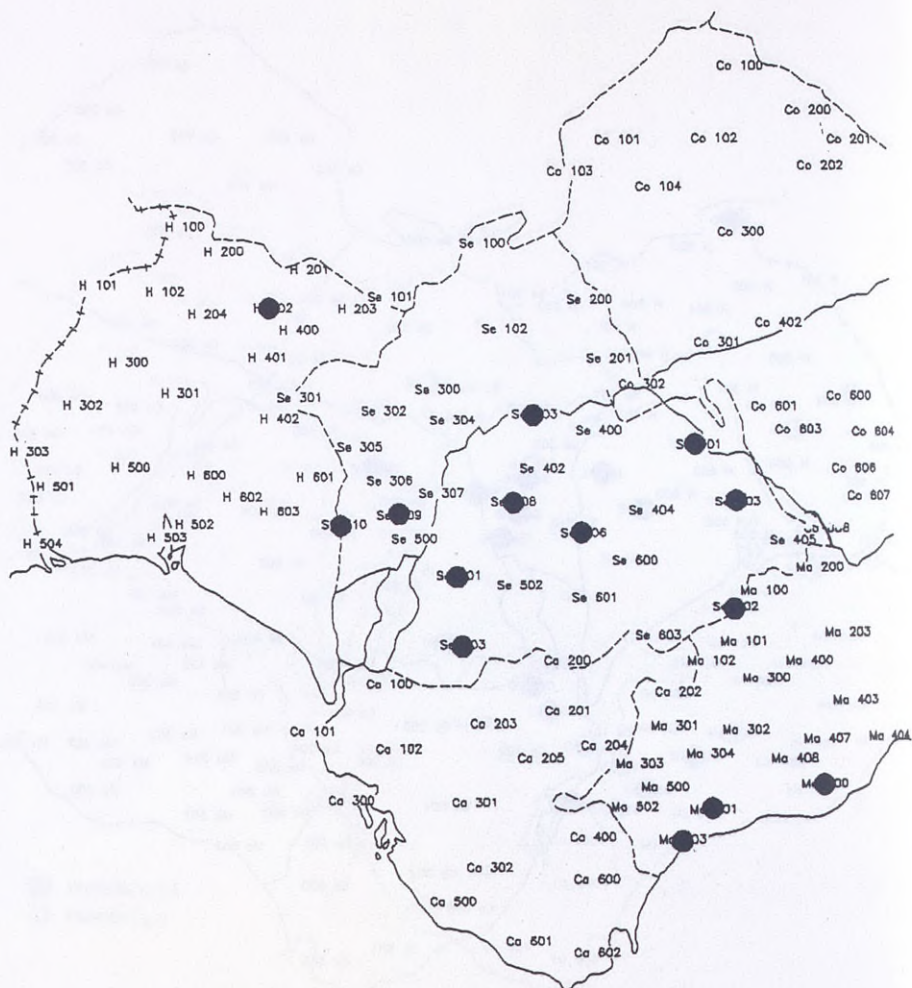 Co 100
Co 200
Co 101
Co 102
Co 201
Co 202
Co 103
Co 104
H 100
Co 300
Se 100
H 200
H 201
H 101
H 102
Se 101
Se 200
H 203
H 204
H 400
Se 102
Co 402
Co 301
H 401
Se 201
H 300
Co 302
H 301
Se 300
Se 301
Co 600
H 302
Co 601
Se 302
H 402
Se 304
Se 400
Co 603
Co 604
H 303
Se 305
H 500
Se 402
Co 606
H 600
H 601
Se 306
H 501
Se 307
Co 607
H 602
H 603
Se 404
H 502
H 503
H 504
Se 500
Se 405
Se 600
Ma 200
Se 502
Ma 100
Se 601
Se 603
Ma 101
Ma 203
Ca 200
Ma 102
Ma 400
Ma 300
Ca 100
Ca 202
Ma 403
Ca 201
Ca 203
Ma 301
Ma 302
Ca 101
Ma 407
Ma 404
Ca 102
Ca 204
Ca 205
Ma 304
Ma 408
Ma 303
Ma 500
Ca 300
Ca 301
Ma 502
Ca 400
Ca 302
Ca 600
Ca 500
Ca 601
Ca 602